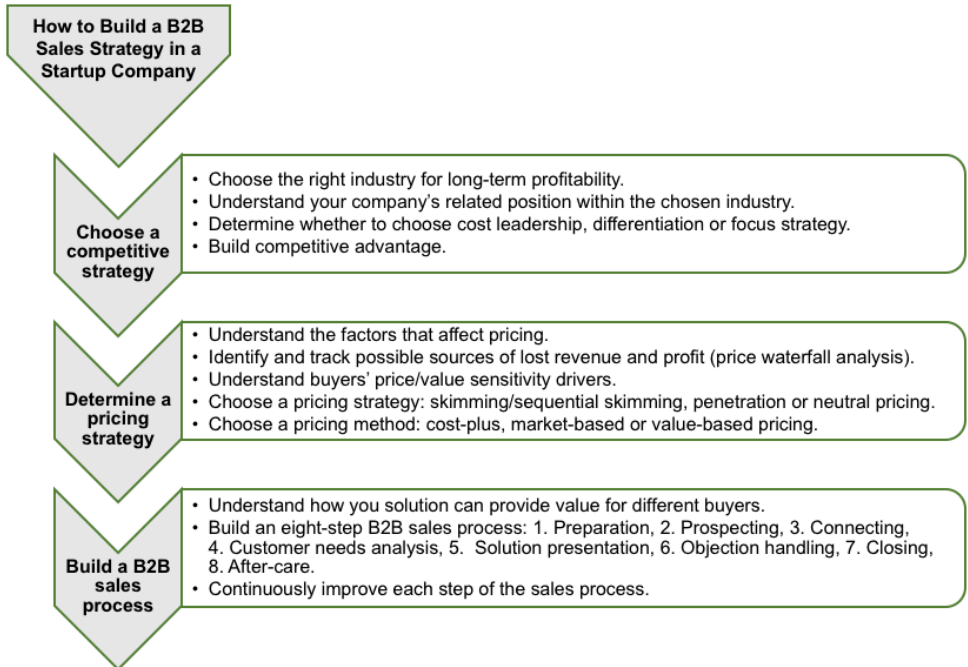 How to Build a B2B
Sales Strategy in a
Startup Company
Choose a
competitive
strategy
• Choose the right industry for long-term profitability.
• Understand your company's related position within the chosen industry.
• Determine whether to choose cost leadership, differentiation or focus strategy.
• Build competitive advantage.
Determine a
pricing
strategy
• Understand the factors that affect pricing.
• Identify and track possible sources of lost revenue and profit (price waterfall analysis).
• Understand buyers' price/value sensitivity drivers.
• Choose a pricing strategy: skimming/sequential skimming, penetration or neutral pricing.
• Choose a pricing method: cost-plus, market-based or value-based pricing.
Build a B2B
sales
process
• Understand how you solution can provide value for different buyers.
• Build an eight-step B2B sales process: 1. Preparation, 2. Prospecting, 3. Connecting,
4. Customer needs analysis, 5. Solution presentation, 6. Objection handling, 7. Closing,
8. After-care.
• Continuously improve each step of the sales process.